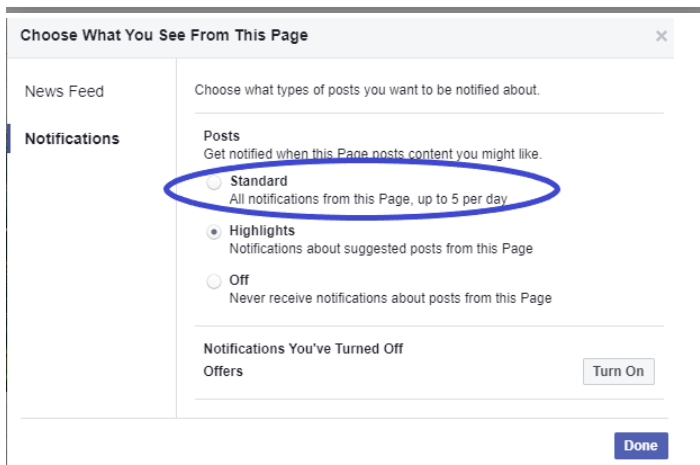 Choose What You See From This Page
News Feed
Notifications
Choose what types of posts you want to be notified about.
Posts
Get notified when this Page posts content you might like.
Standard
All notifications from this Page, up to 5 per day
Highlights
Notifications about suggested posts from this Page
Off
Never receive notifications about posts from this Page
Notifications You've Turned Off
Offers
Turn On
Done